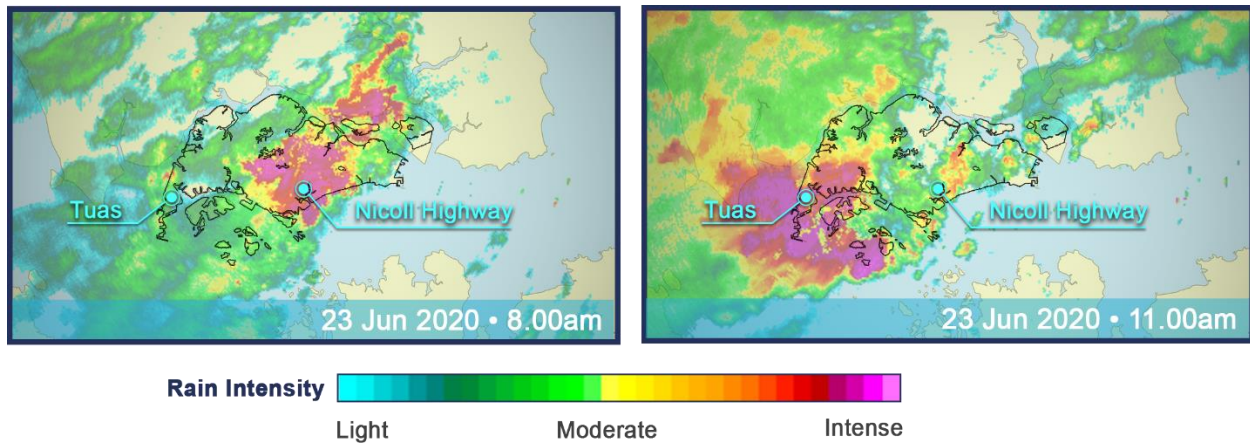 Tuas
Nicoll Highway
23 Jun 2020 • 8.00am
Tuas
Nicoll Highway
23 Jun 2020 • 11.00am
Rain Intensity
Light Moderate Intense